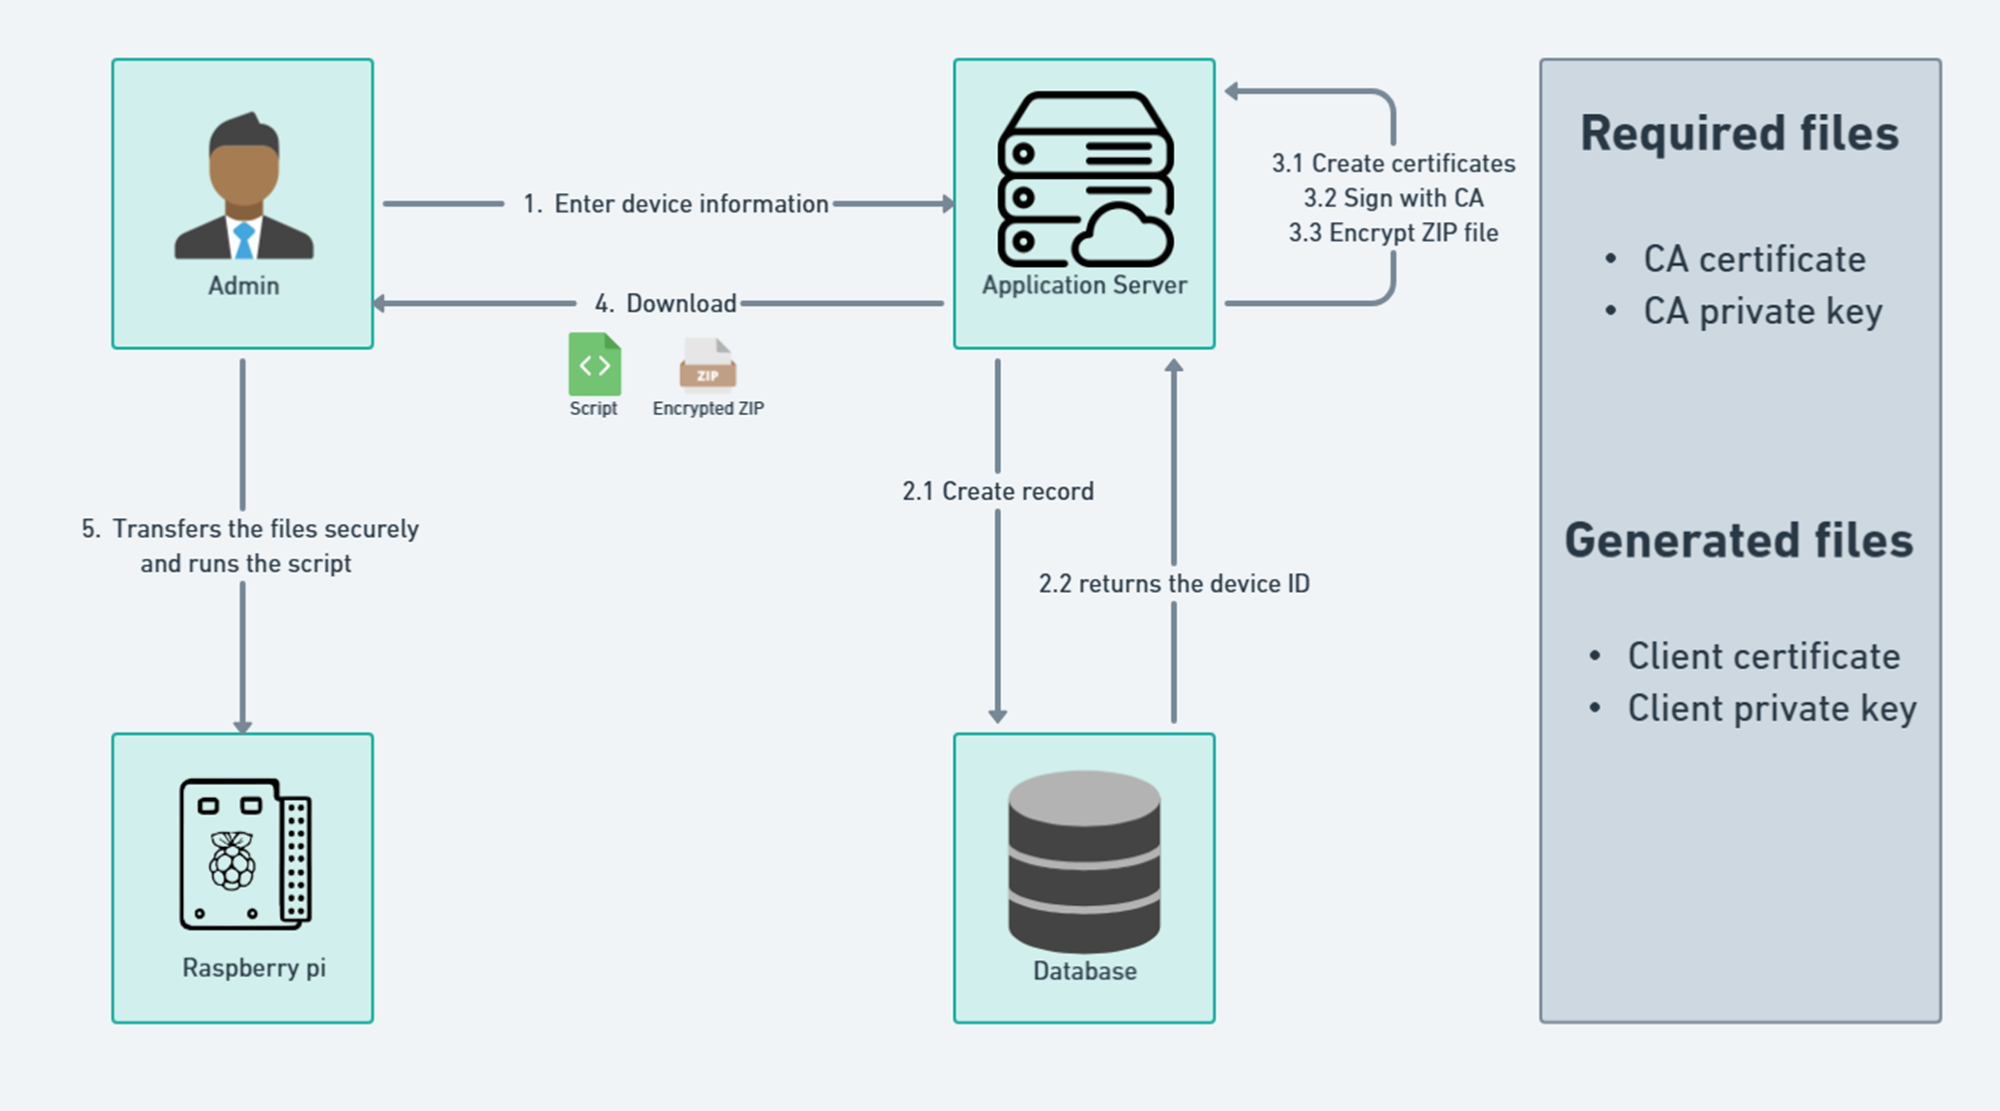 Admin
1. Enter device information
Application Server
3.1 Create certificates
3.2 Sign with CA
3.3 Encrypt ZIP file
4. Download
ZIP
Script
Encrypted ZIP
2.1 Create record
2.2 returns the device ID
5. Transfers the files securely
and runs the script
Raspberry pi
Database
Required files
• CA certificate
• CA private key
Generated files
• Client certificate
• Client private key